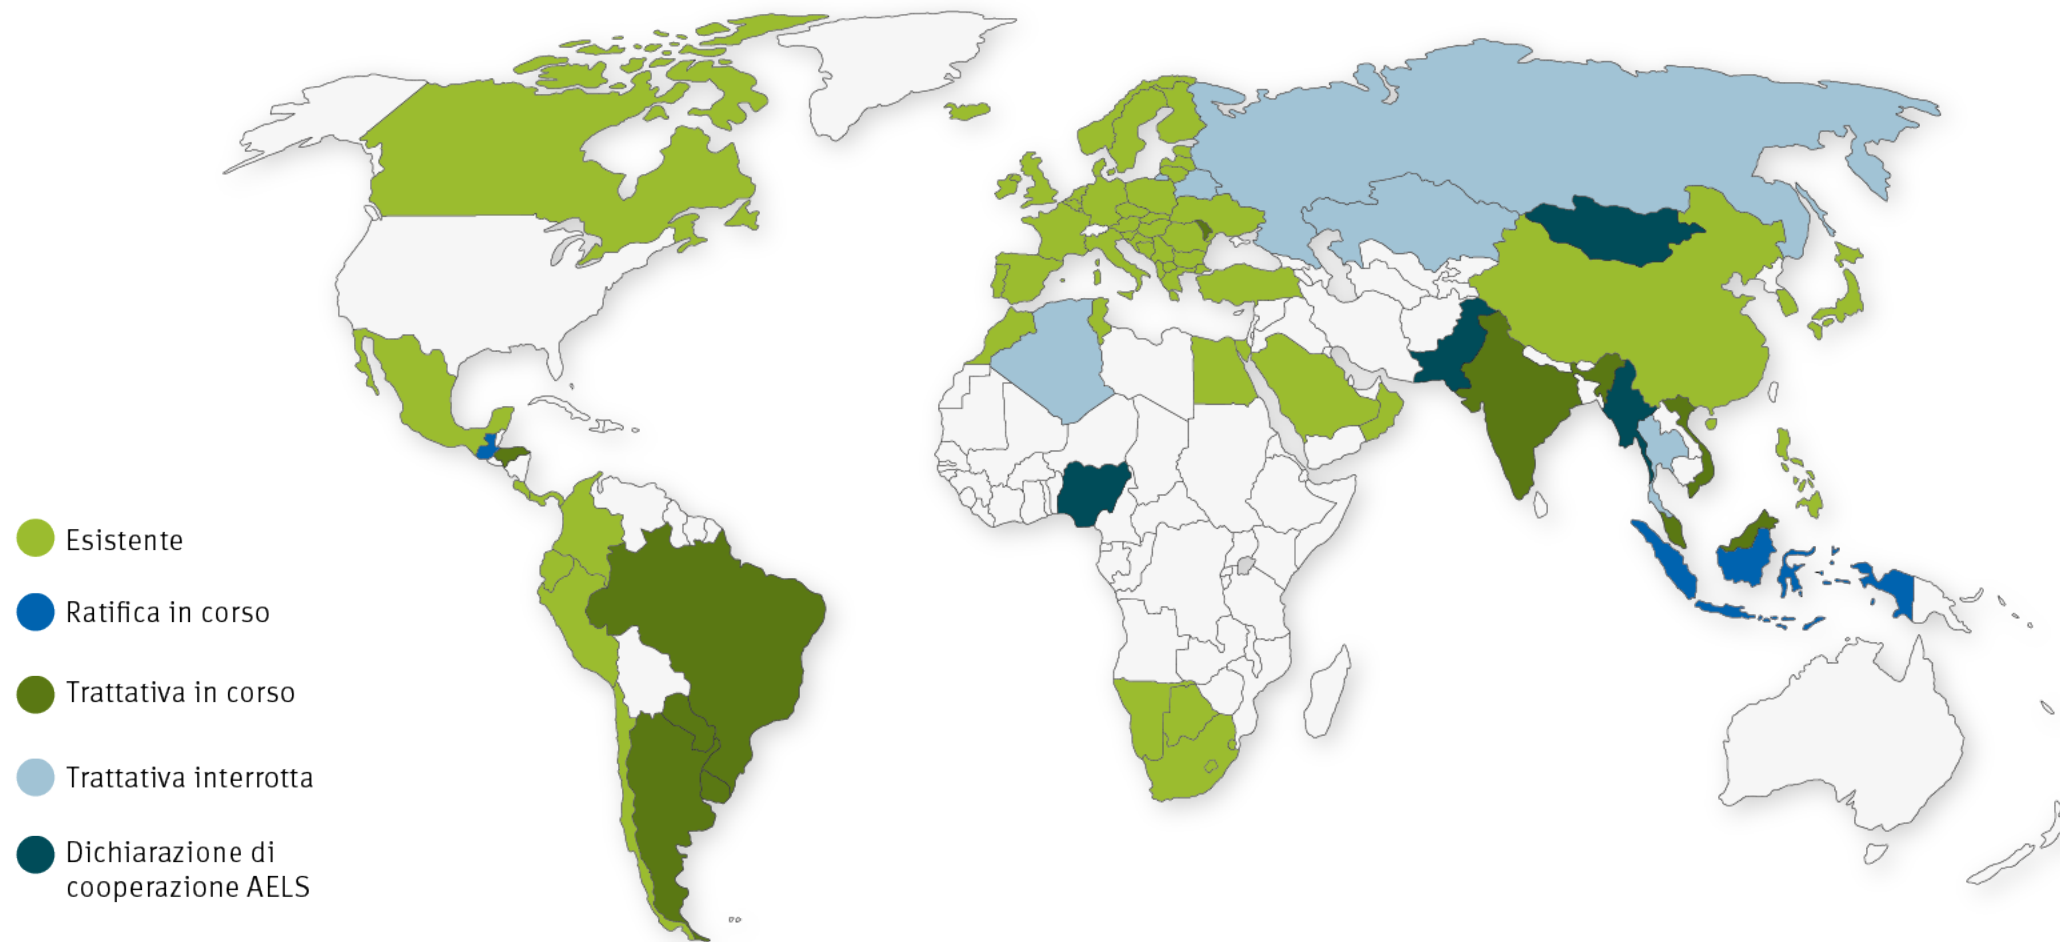 Esistente
Ratifica in corso
Trattativa in corso
Trattativa interrotta
Dichiarazione di
cooperazione AELS